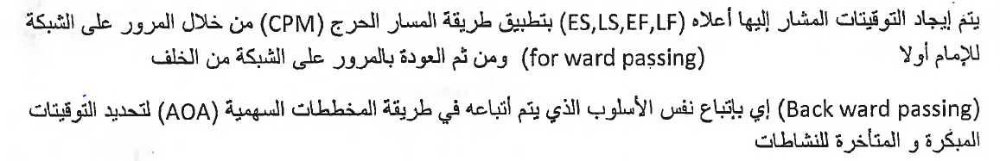 يتم إيجاد التوقيتات المشار إليها أعلاه (ES,LS,EF,LF) بتطبيق طريقة المسار الحرج (CPM) من خلال المرور على الشبكة
للإمام أولا (for ward passing) ومن ثم العودة بالمرور على الشبكة من الخلف
(Back ward passing) إي بإتباع نفس الأسلوب الذي يتم أتباعه في طريقة المخططات السهمية (AOA) لتحديد التوقيتات
المبكرة و المتأخرة للنشاطات